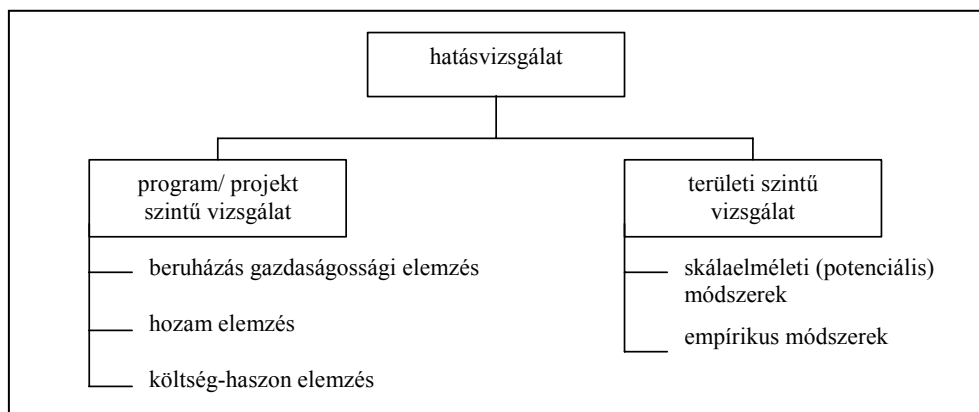 hatásvizsgálat
program/ projekt
szintű vizsgálat
beruházás gazdaságossági elemzés
hozam elemzés
költség-haszon elemzés
területi szintű
vizsgálat
skálaelméleti (potenciális)
módszerek
empírikus módszerek